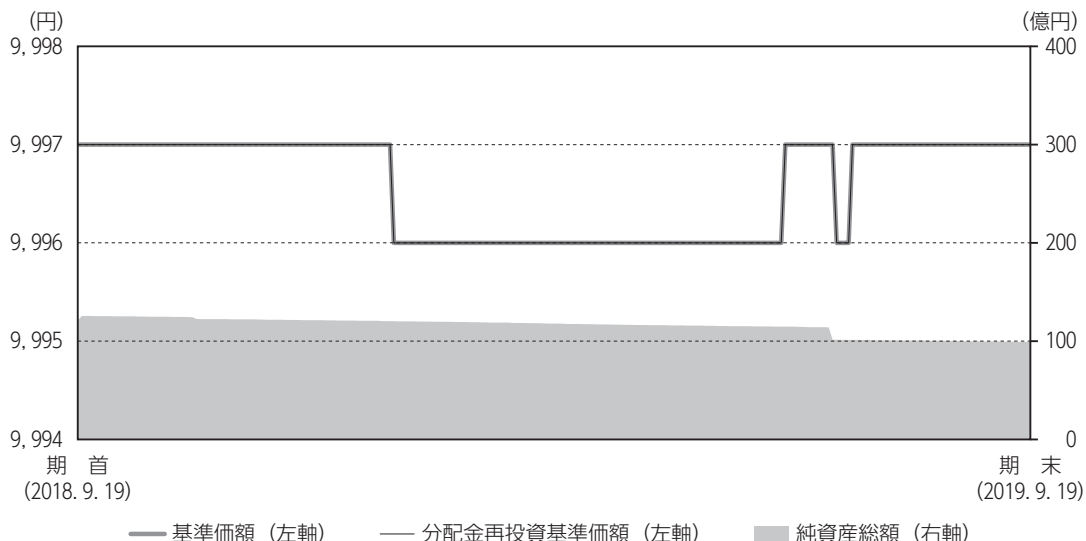 (円)
(億円)
9,998
400
9,997
300
9,996
200
9,995
100
9,994
0
期 首
(2018. 9. 19)
期 末
(2019. 9. 19)
基準価額(左軸)
分配金再投資基準価額(左軸)
純資産総額(右軸)